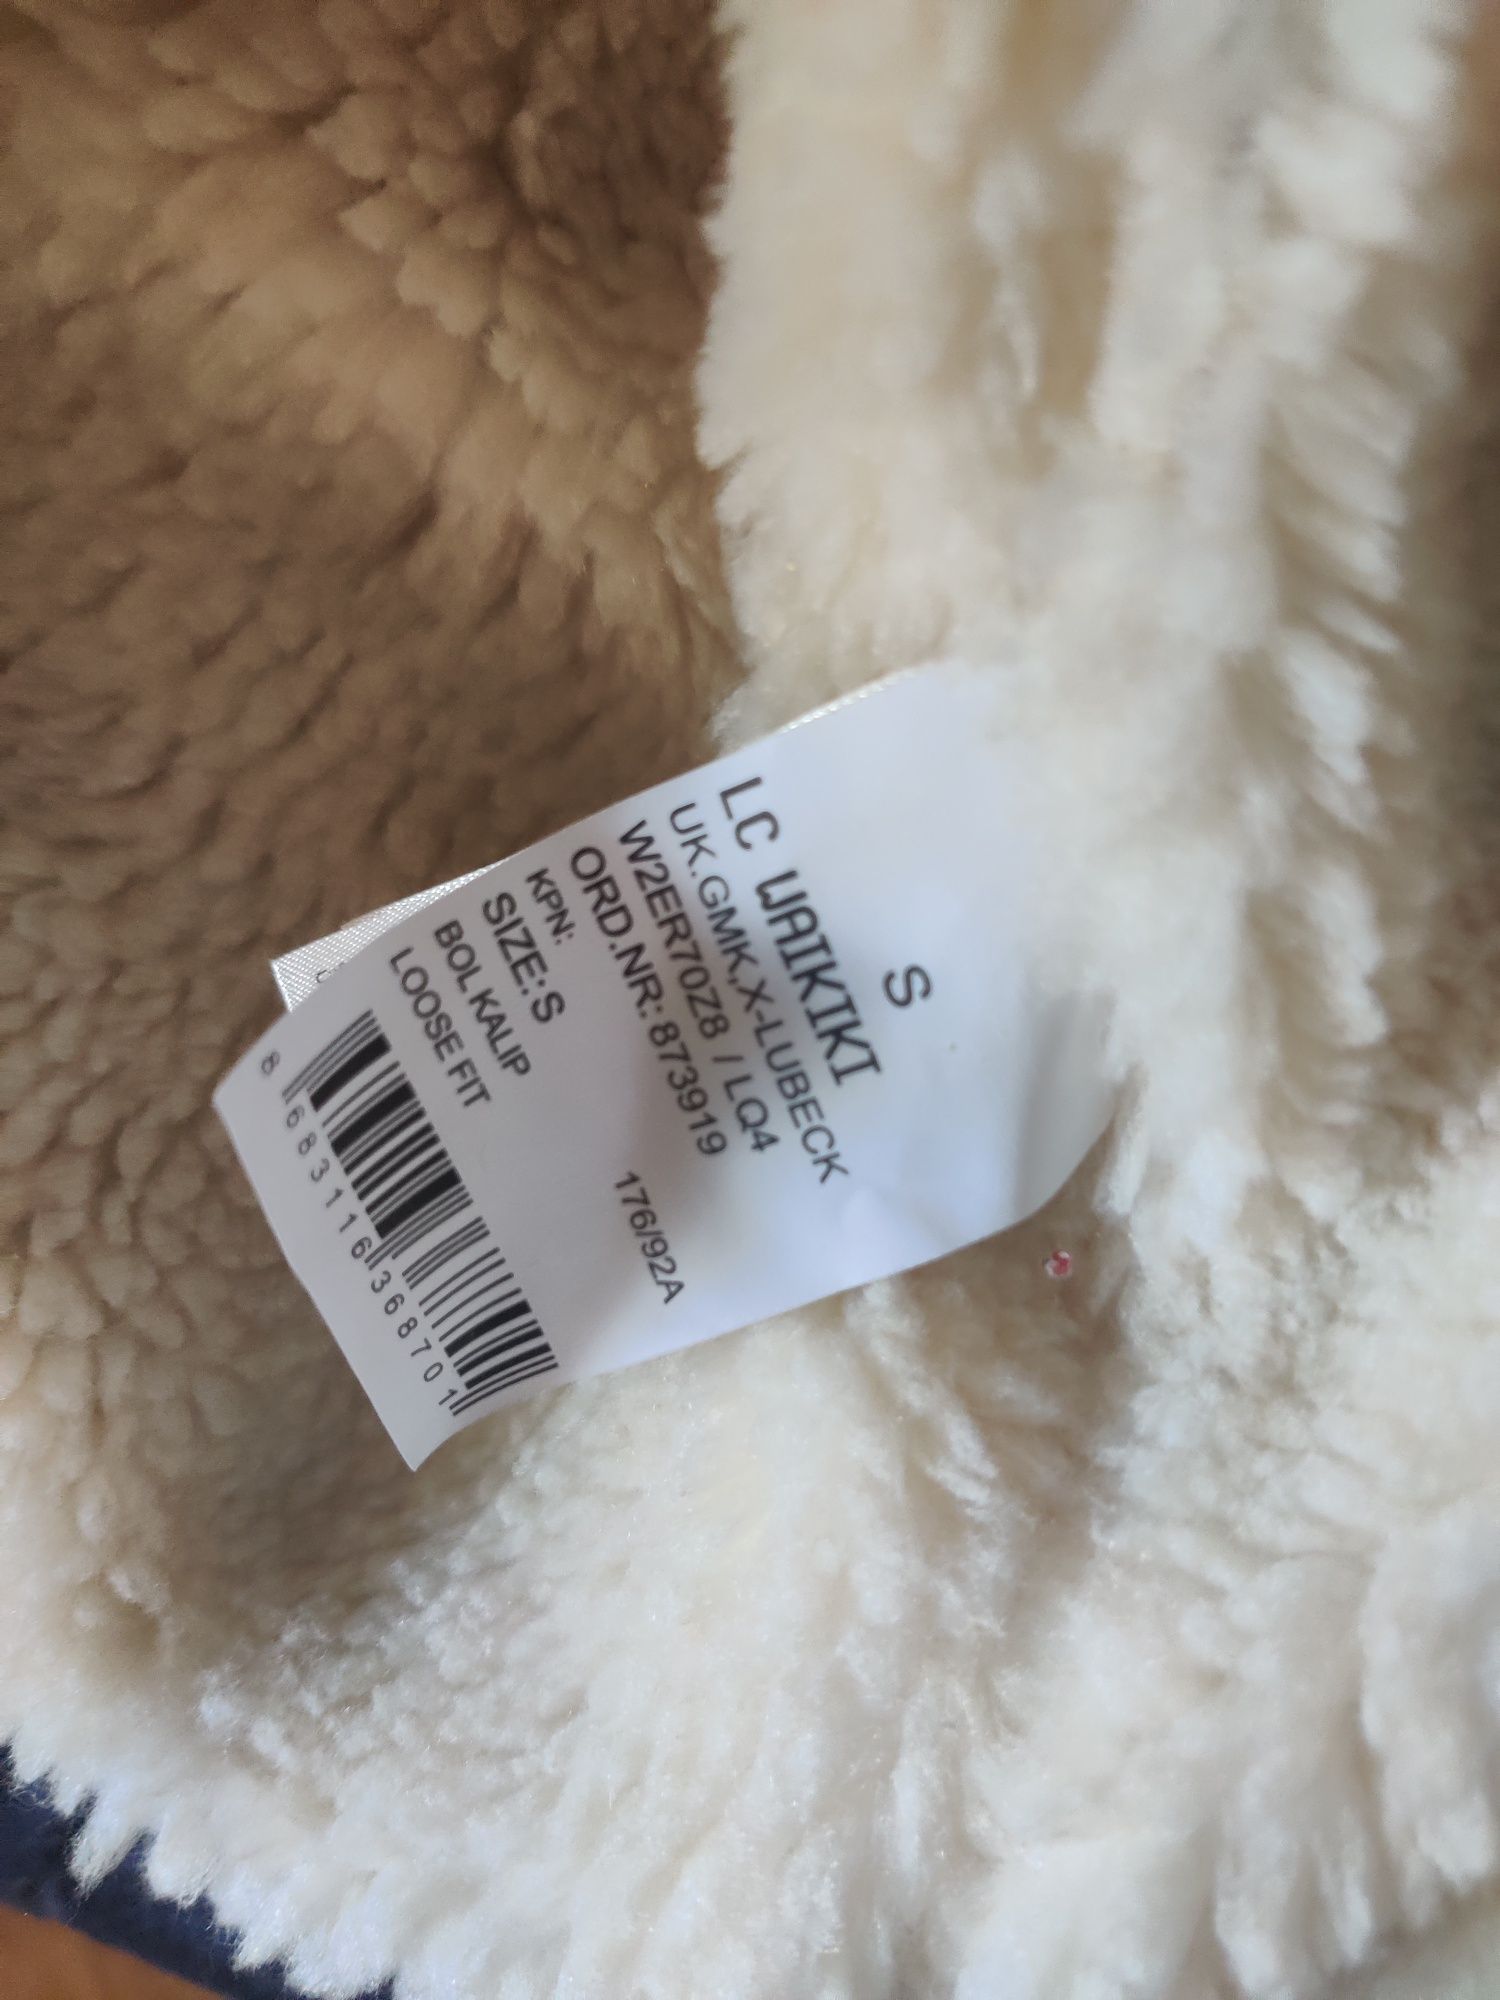 S
LC WAIKIKI
UK.GMK,X-LUBECK
W2ER70Z8 / LQ4
ORD.NR: 8739919
KPN: 176/92A
SIZE: S
BOL KALIP
LOOSE FIT
8 683116 368701